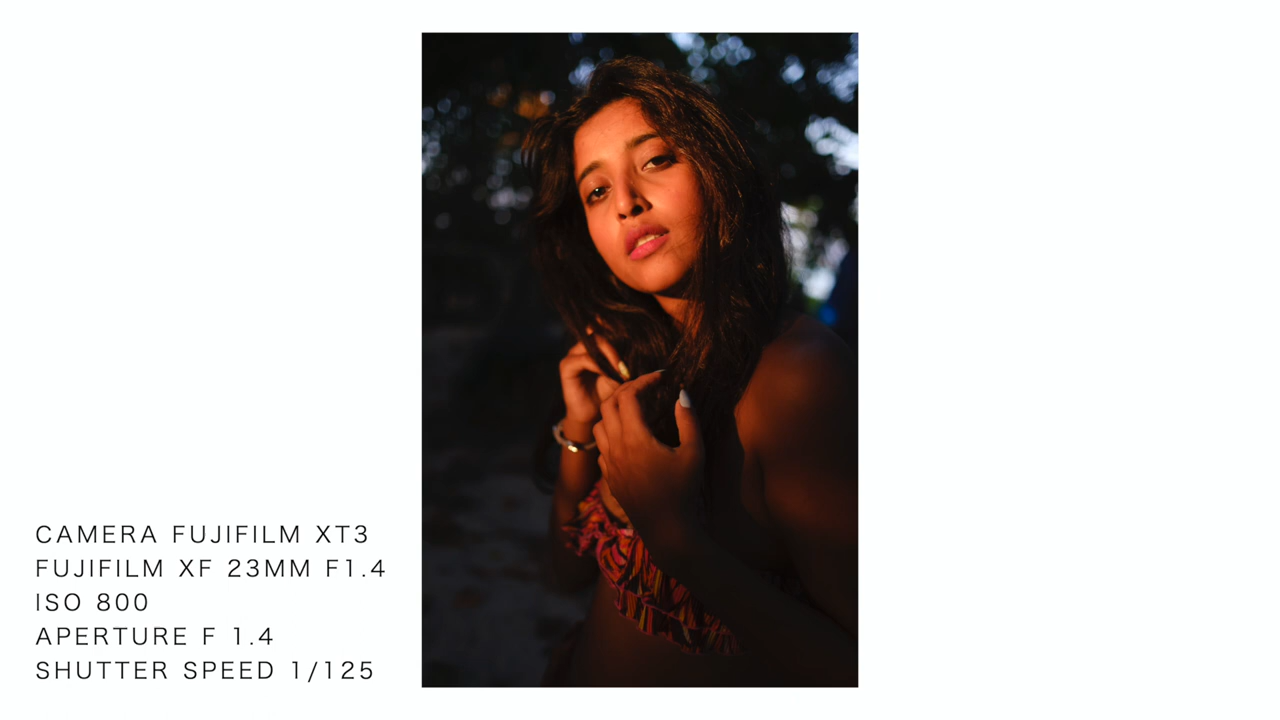 CAMERA FUJIFILM XT3
FUJIFILM XF 23MM F1.4
ISO 800
APERTURE F 1.4
SHUTTER SPEED 1/125